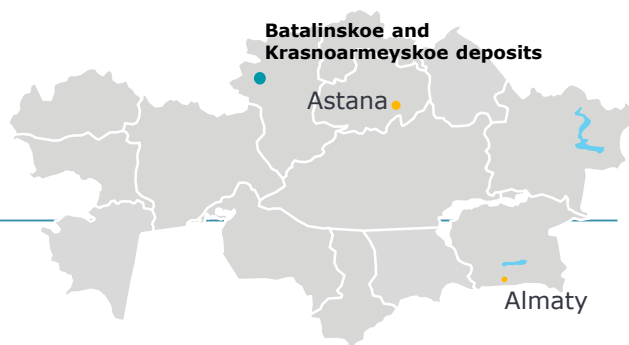 Batalinskoe and
Krasnoarmeyskoe deposits
Astana
Almaty